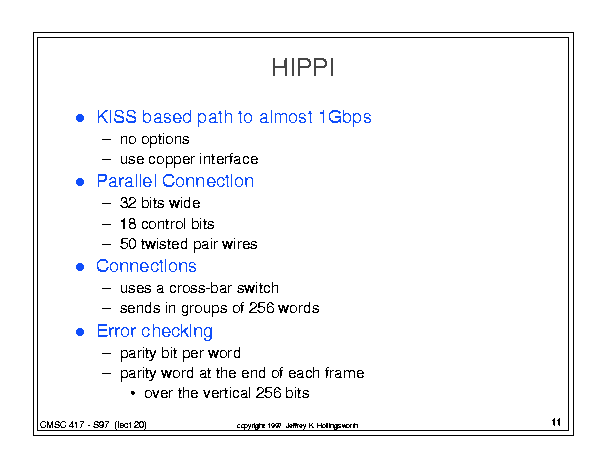 HIPPI
● KISS based path to almost 1Gbps
– no options
– use copper interface
● Parallel Connection
– 32 bits wide
– 18 control bits
– 50 twisted pair wires
● Connections
– uses a cross-bar switch
– sends in groups of 256 words
● Error checking
– parity bit per word
– parity word at the end of each frame
• over the vertical 256 bits
CMSC 417 - S97 (lect 20)
copyright 1997 Jeffrey K. Hollingsworth
11